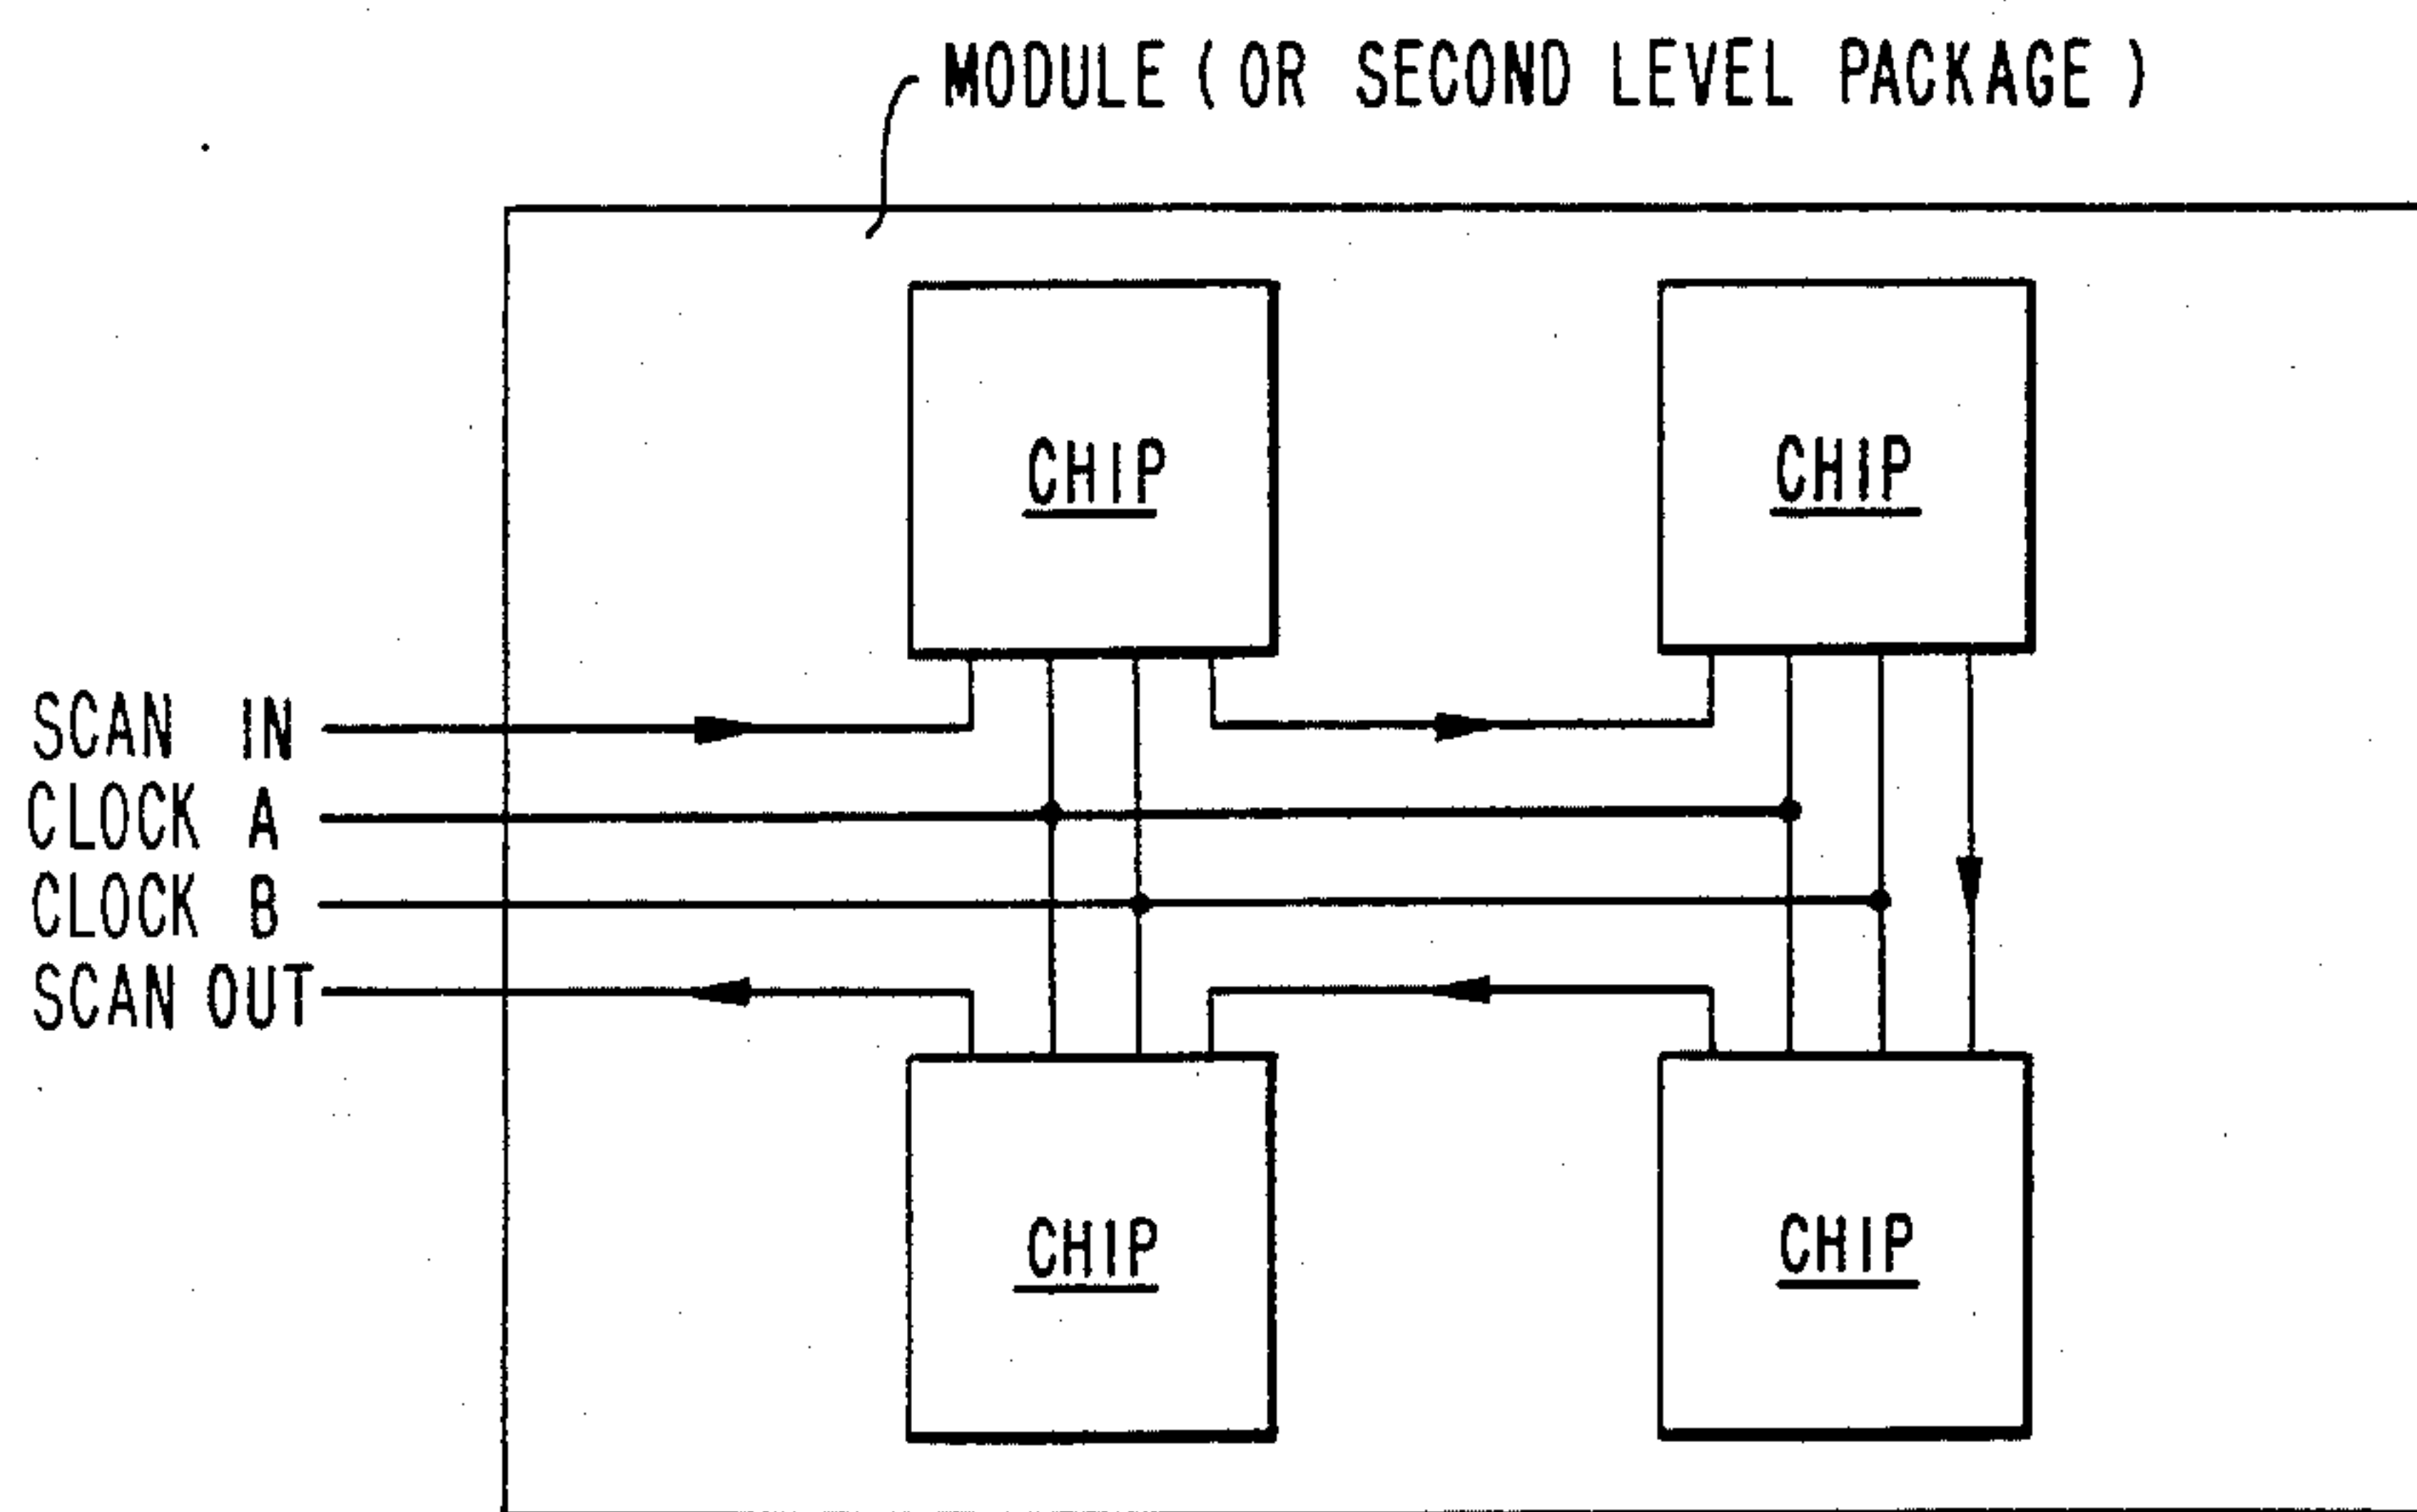 MODULE (OR SECOND LEVEL PACKAGE)
CHIP
CHIP
SCAN IN
CLOCK A
CLOCK B
SCAN OUT
CHIP
CHIP